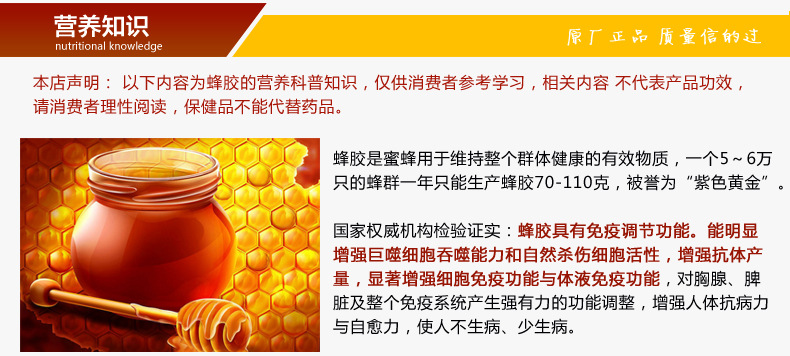 营养知识
nutritional knowledge
原厂正品 质量信的过
本店声明： 以下内容为蜂胶的营养科普知识，仅供消费者参考学习，相关内容 不代表产品功效，
请消费者理性阅读，保健品不能代替药品。
蜂胶是蜜蜂用于维持整个群体健康的有效物质，一个5～6万
只的蜂群一年只能生产蜂胶70-110克，被誉为“紫色黄金”。
国家权威机构检验证实：蜂胶具有免疫调节功能。能明显
增强巨噬细胞吞噬能力和自然杀伤细胞活性，增强抗体产
量，显著增强细胞免疫功能与体液免疫功能，对胸腺、脾
脏及整个免疫系统产生强有力的功能调整，增强人体抗病力
与自愈力，使人不生病、少生病。